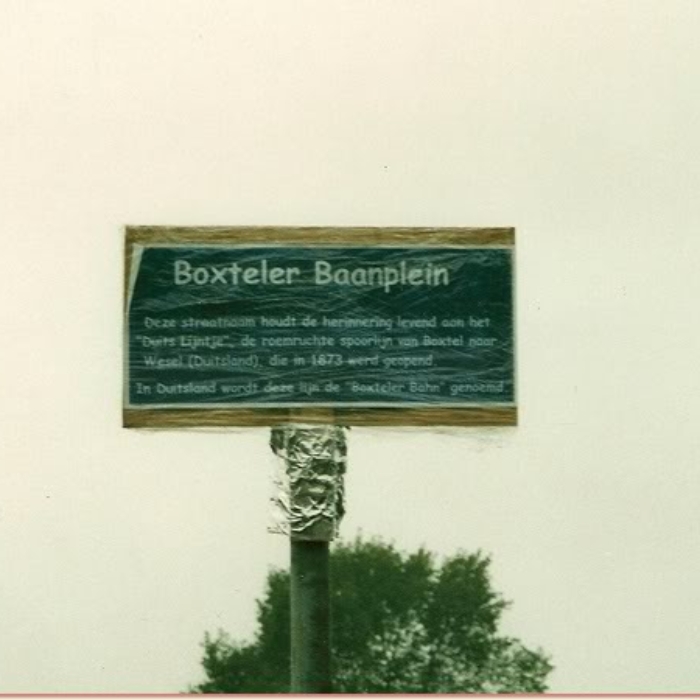 Boxteler Baanplein
Deze straatnaam houdt de herinnering levend aan het
"Duits Lijntje", de roemruchte spoorlijn van Boxtel naar
Wesel (Duitsland), die in 1873 werd geopend.
In Duitsland wordt deze lijn de "Boxteler Bahn" genoemd.